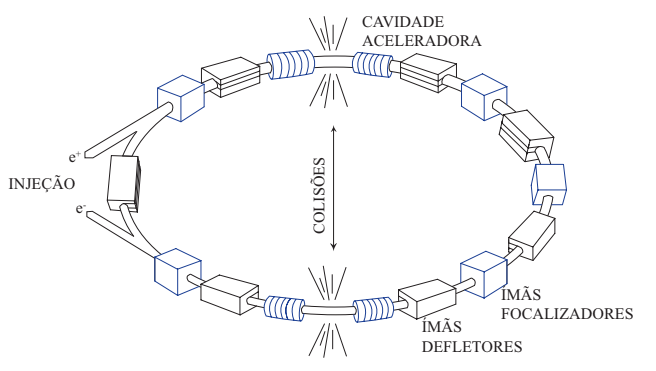 CAVIDADE
ACELERADORA
e⁺
INJEÇÃO
e⁻
COLISÕES
ÍMÃS
FOCALIZADORES
ÍMÃS
DEFLETORES